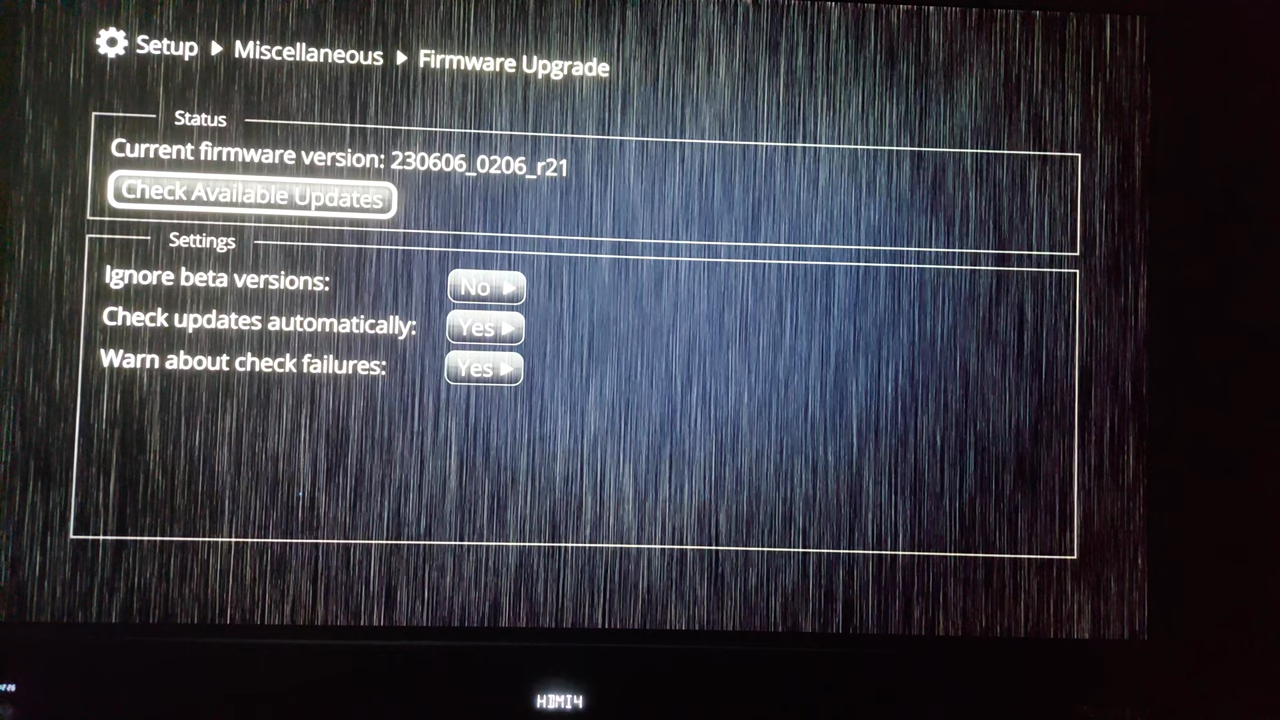 Setup ▶ Miscellaneous ▶ Firmware Upgrade
Status
Current firmware version: 230606_0206_r21
Check Available Updates
Settings
Ignore beta versions: No ▶
Check updates automatically: Yes ▶
Warn about check failures: Yes ▶
HDMI4